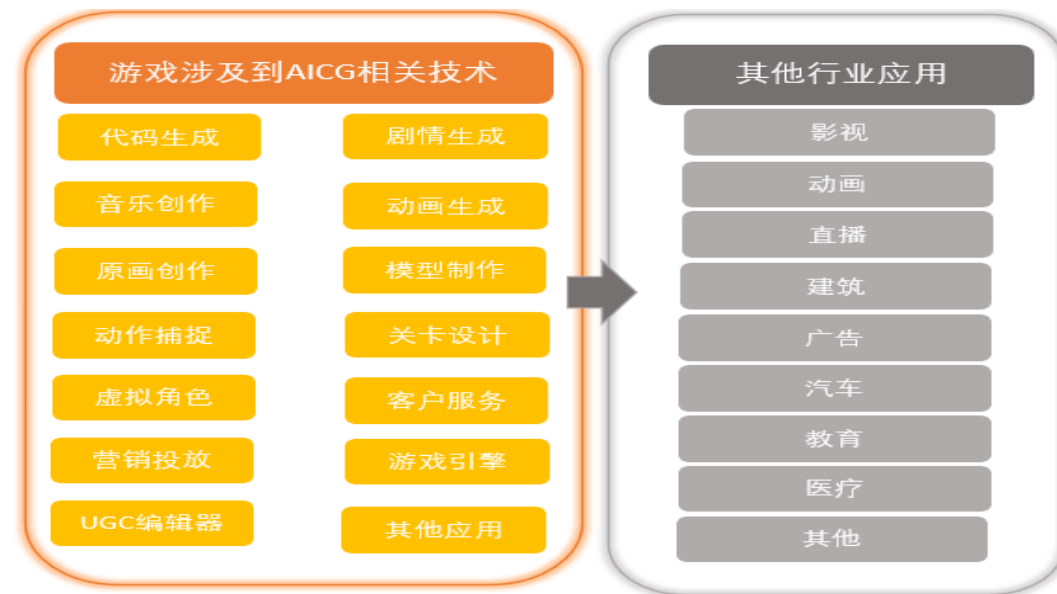 游戏涉及到AICG相关技术
代码生成
剧情生成
音乐创作
动画生成
原画创作
模型制作
动作捕捉
关卡设计
虚拟角色
客户服务
营销投放
游戏引擎
UGC编辑器
其他应用
其他行业应用
影视
动画
直播
建筑
广告
汽车
教育
医疗
其他